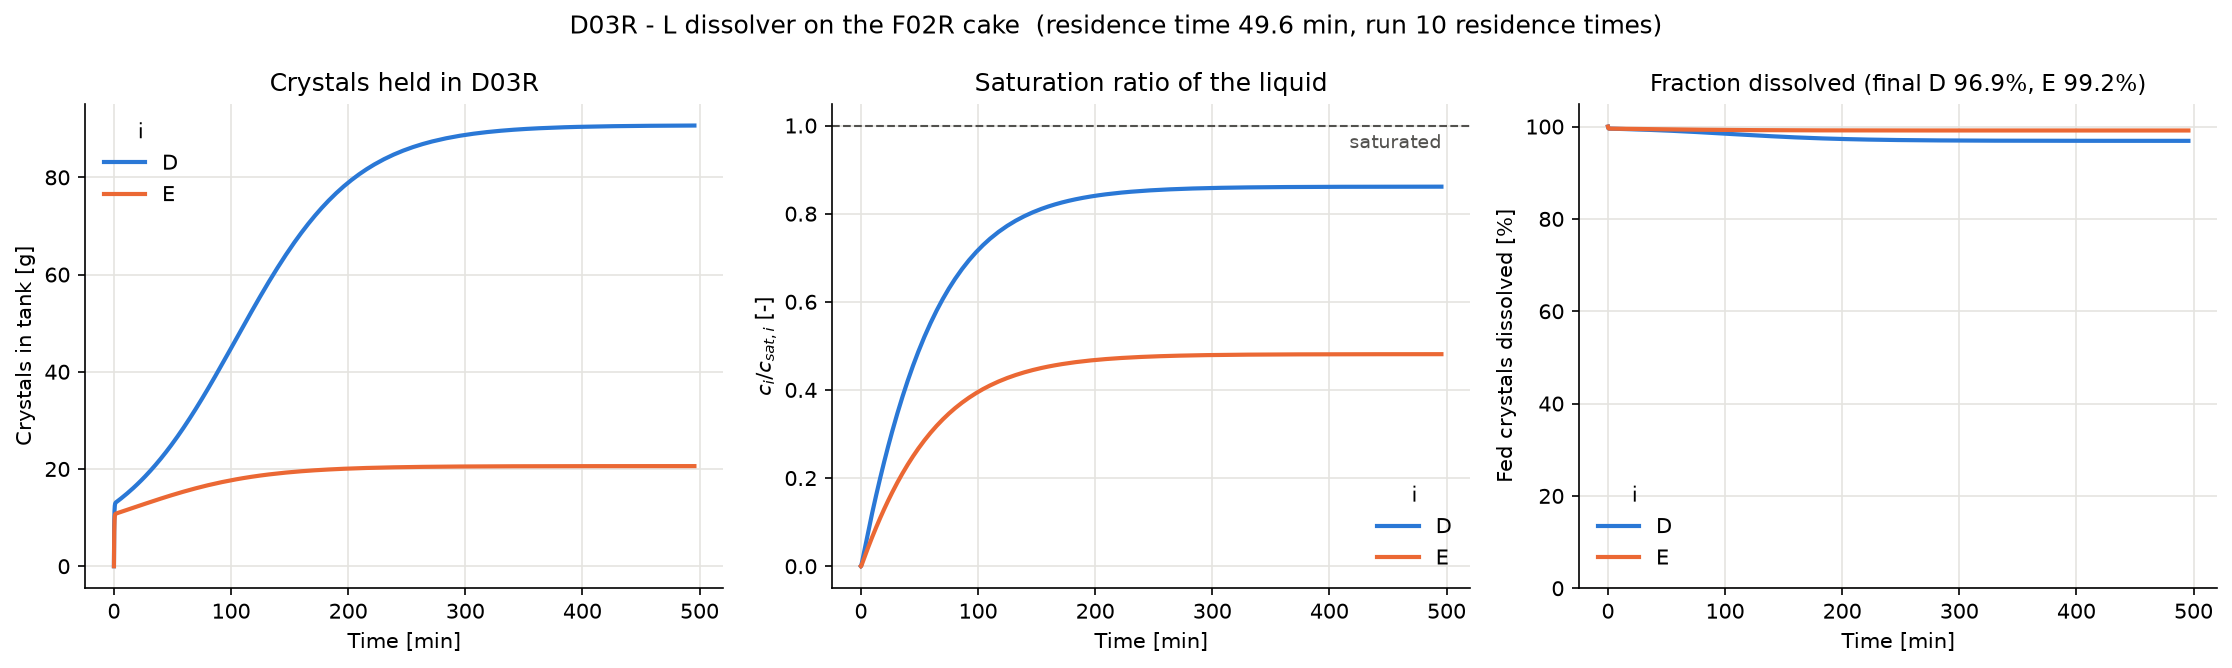 D03R - L dissolver on the F02R cake  (residence time 49.6 min, run 10 residence times)
Crystals held in D03R
Crystals in tank [g]
80
60
40
20
0
i
D
E
0 100 200 300 400 500
Time [min]
Saturation ratio of the liquid
c_i/c_{sat,i} [-]
1.0
0.8
0.6
0.4
0.2
0.0
saturated
i
D
E
0 100 200 300 400 500
Time [min]
Fraction dissolved (final D 96.9%, E 99.2%)
Fed crystals dissolved [%]
100
80
60
40
20
0
i
D
E
0 100 200 300 400 500
Time [min]